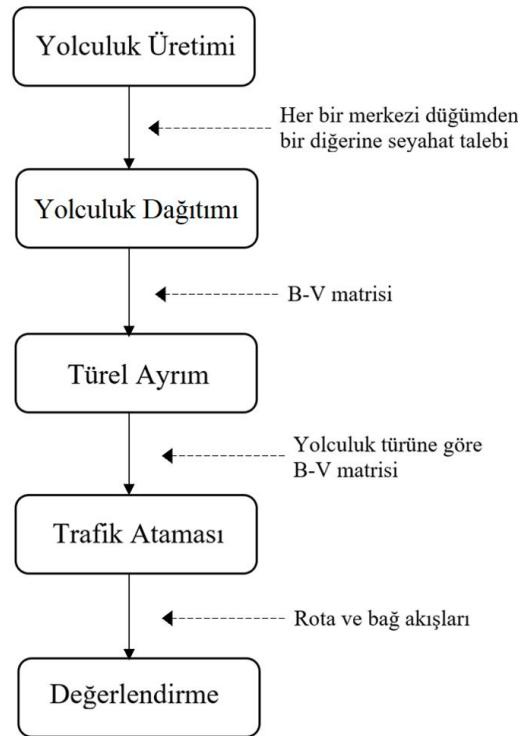 Yolculuk Üretimi
Her bir merkezi düğümden
bir diğerine seyahat talebi
Yolculuk Dağıtımı
B-V matrisi
Türel Ayrım
Yolculuk türüne göre
B-V matrisi
Trafik Ataması
Rota ve bağ akışları
Değerlendirme